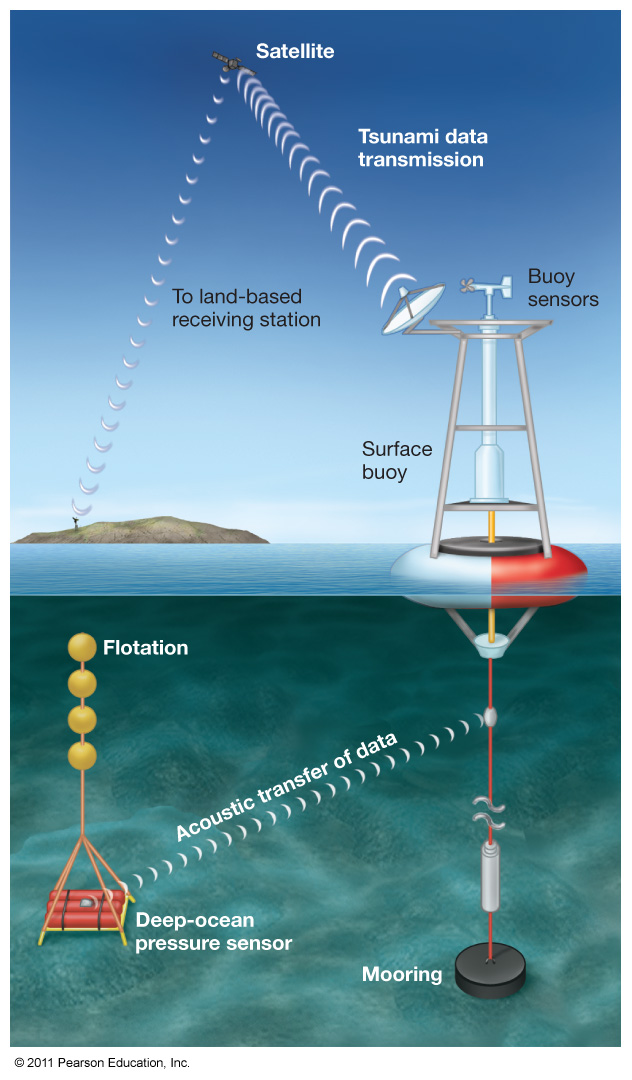 Satellite
Tsunami data
transmission
Buoy
sensors
To land-based
receiving station
Surface
buoy
Flotation
Acoustic transfer of data
Deep-ocean
pressure sensor
Mooring
© 2011 Pearson Education, Inc.